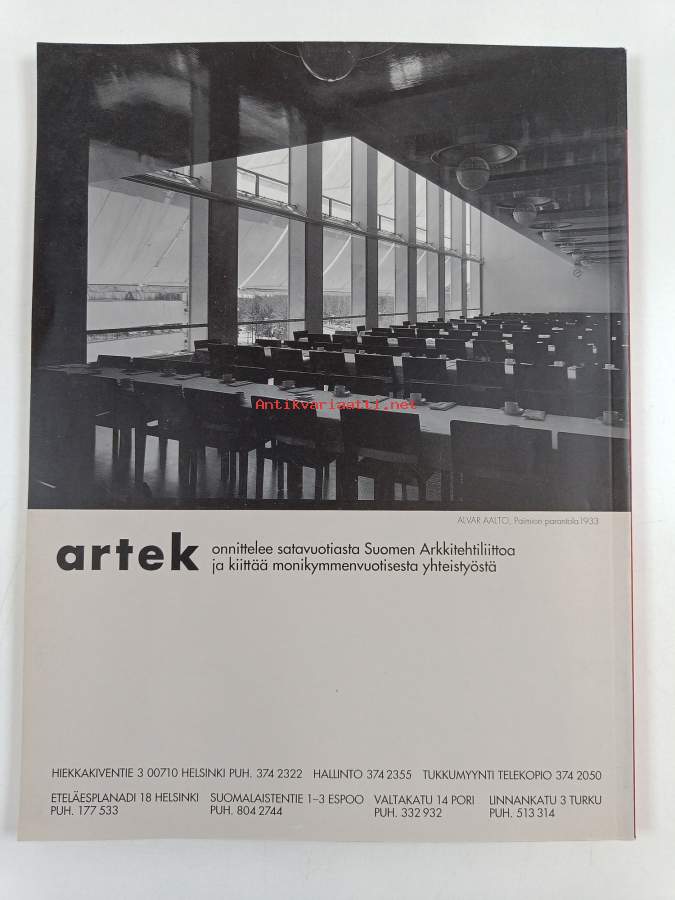 Antikvariaatti.net
ALVAR AALTO, Paimion parantola 1933
artek
onnittelee satavuotiasta Suomen Arkkitehtiliittoa
ja kiittää monikymmenvuotisesta yhteistyöstä
HIEKKAKIVENTIE 3 00710 HELSINKI PUH. 374 2322 HALLINTO 374 2355 TUKKUMYYNTI TELEKOPIO 374 2050
ETELÄESPLANADI 18 HELSINKI SUOMALAISTENTIE 1–3 ESPOO VALTAKATU 14 PORI LINNANKATU 3 TURKU
PUH. 177 533 PUH. 804 2744 PUH. 332 932 PUH. 513 314